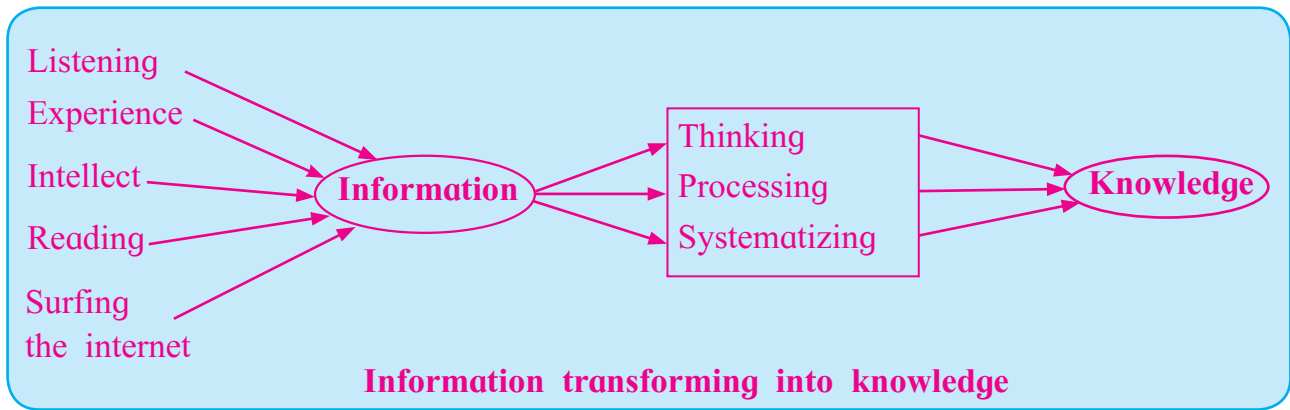 Listening
Experience
Intellect
Reading
Surfing
the internet
Information
Thinking
Processing
Systematizing
Knowledge
Information transforming into knowledge